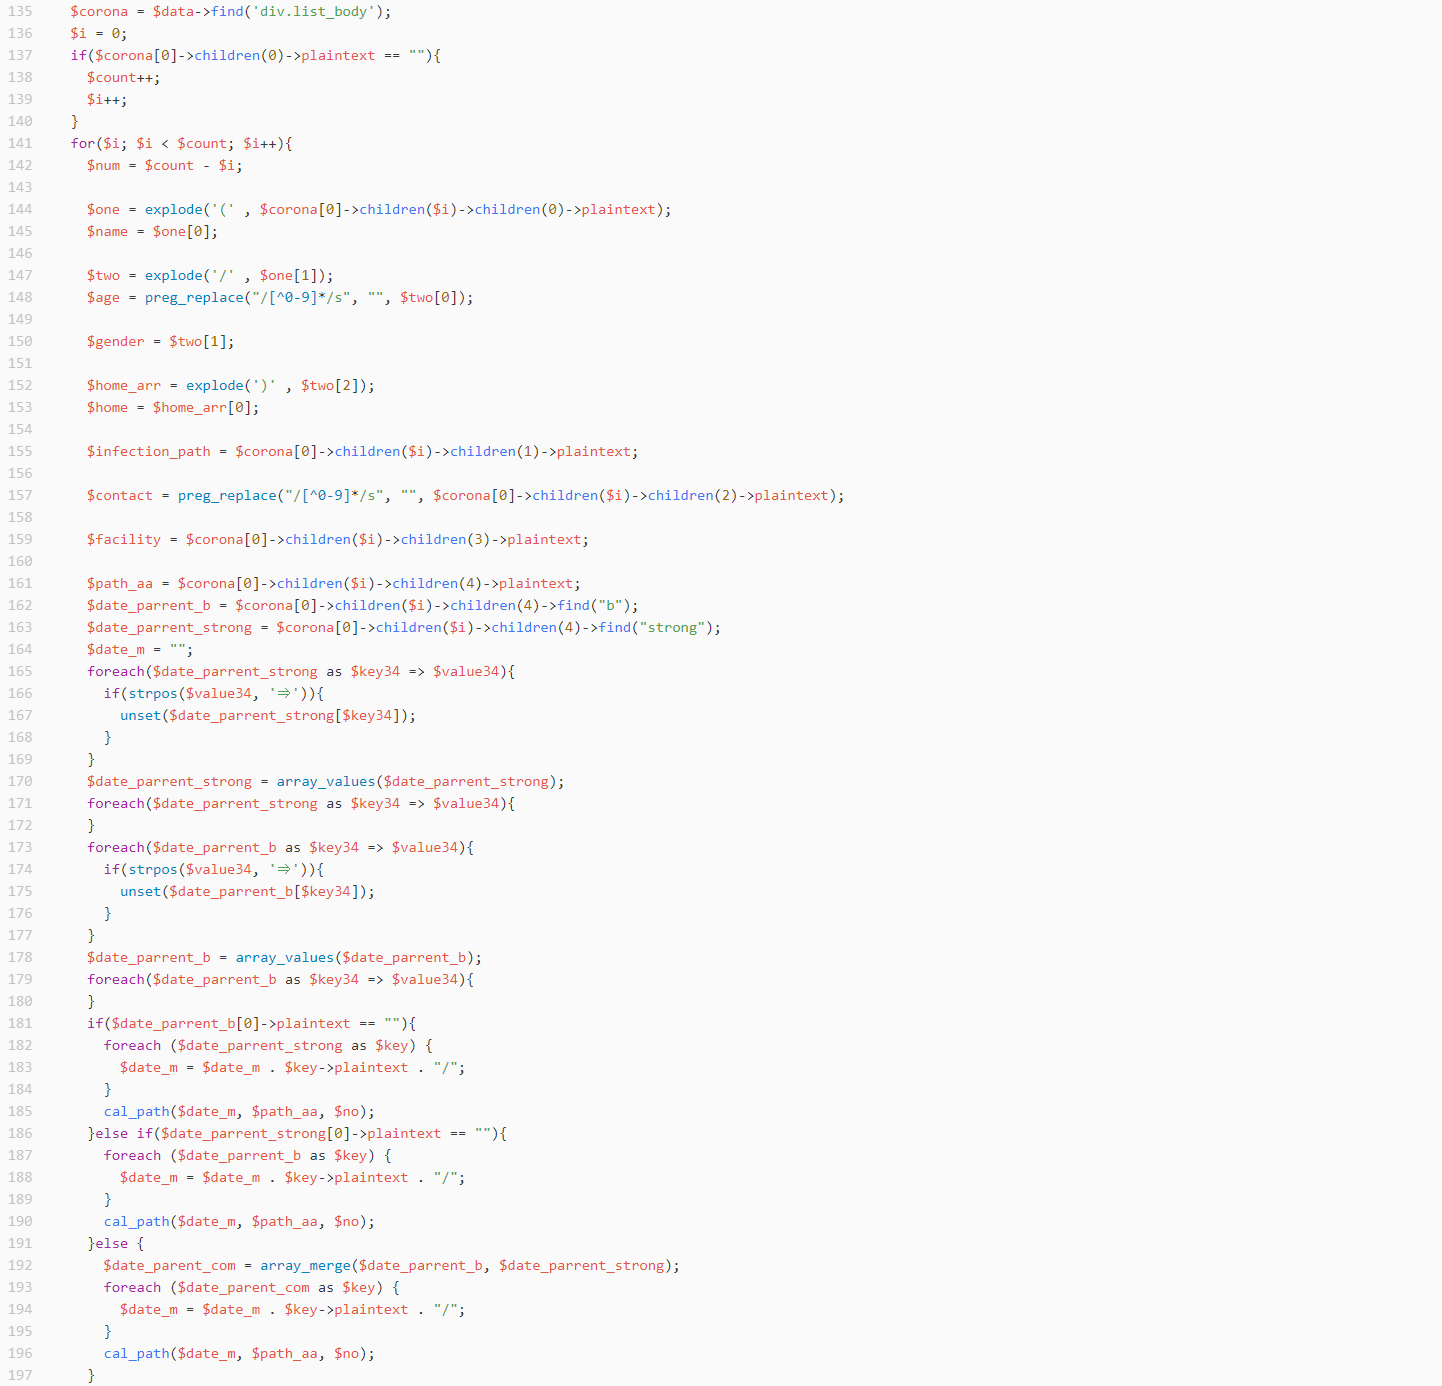 135 $corona = $data->find('div.list_body');
136 $i = 0;
137 if($corona[0]->children(0)->plaintext == ""){
138 $count++;
139 $i++;
140 }
141 for($i; $i < $count; $i++){
142 $num = $count - $i;
143
144 $one = explode('(' , $corona[0]->children($i)->children(0)->plaintext);
145 $name = $one[0];
146
147 $two = explode('/' , $one[1]);
148 $age = preg_replace("/[^0-9]*/s", "", $two[0]);
149
150 $gender = $two[1];
151
152 $home_arr = explode(')' , $two[2]);
153 $home = $home_arr[0];
154
155 $infection_path = $corona[0]->children($i)->children(1)->plaintext;
156
157 $contact = preg_replace("/[^0-9]*/s", "", $corona[0]->children($i)->children(2)->plaintext);
158
159 $facility = $corona[0]->children($i)->children(3)->plaintext;
160
161 $path_aa = $corona[0]->children($i)->children(4)->plaintext;
162 $date_parrent_b = $corona[0]->children($i)->children(4)->find("b");
163 $date_parrent_strong = $corona[0]->children($i)->children(4)->find("strong");
164 $date_m = "";
165 foreach($date_parrent_strong as $key34 => $value34){
166 if(strpos($value34, '⇒')){
167 unset($date_parrent_strong[$key34]);
168 }
169 }
170 $date_parrent_strong = array_values($date_parrent_strong);
171 foreach($date_parrent_strong as $key34 => $value34){
172 }
173 foreach($date_parrent_b as $key34 => $value34){
174 if(strpos($value34, '⇒')){
175 unset($date_parrent_b[$key34]);
176 }
177 }
178 $date_parrent_b = array_values($date_parrent_b);
179 foreach($date_parrent_b as $key34 => $value34){
180 }
181 if($date_parrent_b[0]->plaintext == ""){
182 foreach ($date_parrent_strong as $key) {
183 $date_m = $date_m . $key->plaintext . "/";
184 }
185 cal_path($date_m, $path_aa, $no);
186 }else if($date_parrent_strong[0]->plaintext == ""){
187 foreach ($date_parrent_b as $key) {
188 $date_m = $date_m . $key->plaintext . "/";
189 }
190 cal_path($date_m, $path_aa, $no);
191 }else {
192 $date_parent_com = array_merge($date_parrent_b, $date_parrent_strong);
193 foreach ($date_parent_com as $key) {
194 $date_m = $date_m . $key->plaintext . "/";
195 }
196 cal_path($date_m, $path_aa, $no);
197 }